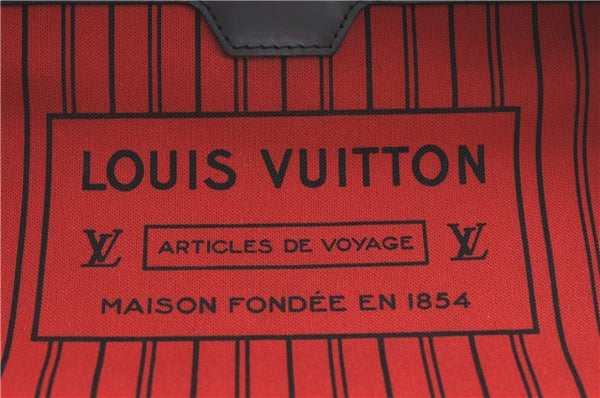 LOUIS VUITTON
LV ARTICLES DE VOYAGE LV
MAISON FONDÉE EN 1854